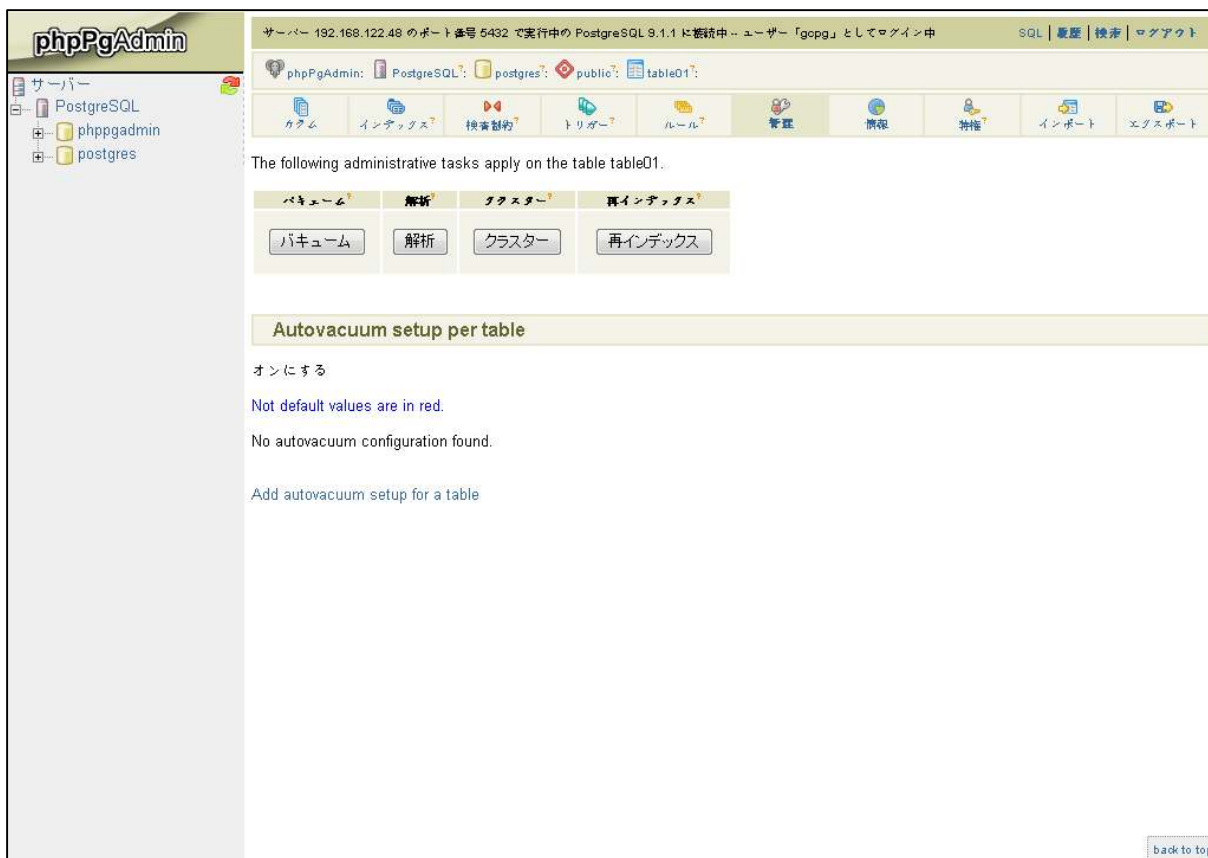 phpPgAdmin
サーバー
PostgreSQL
phppgadmin
postgres
サーバー 192.168.122.48 のポート番号 5432 で実行中の PostgreSQL 9.1.1 に接続中 -- ユーザー「gopg」としてログイン中
SQL | 履歴 | 検索 | ログアウト
phpPgAdmin: PostgreSQL?: postgres?: public?: table01?:
カラム インデックス? 検査制約? トリガー? ルール? 管理 情報 特権? インポート エクスポート
The following administrative tasks apply on the table table01.
バキューム? 解析? クラスター? 再インデックス?
バキューム 解析 クラスター 再インデックス
Autovacuum setup per table
オンにする
Not default values are in red.
No autovacuum configuration found.
Add autovacuum setup for a table
back to top